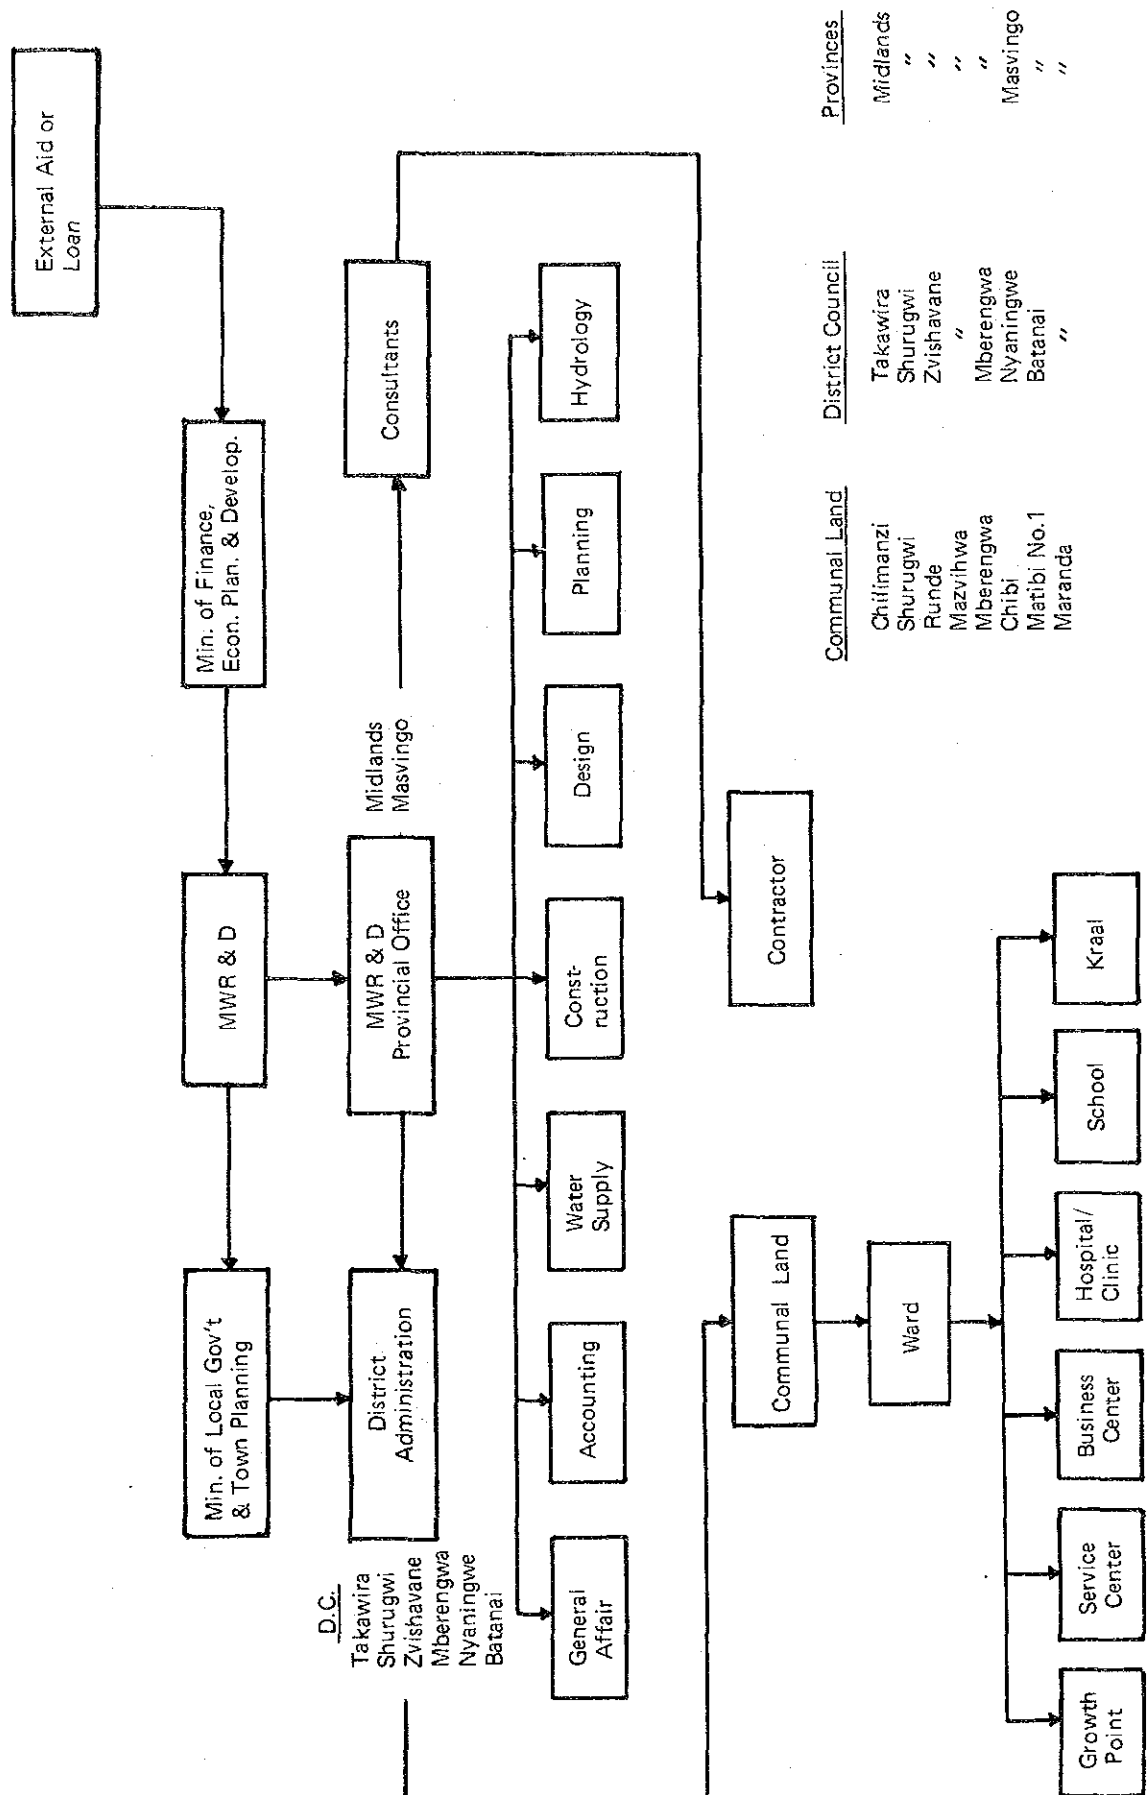 External Aid or
Loan
Min. of Local Gov't
& Town Planning
MWR & D
Min. of Finance,
Econ. Plan. & Develop.
D.C.
Takawira
Shurugwi
Zvishavane
Mberengwa
Nyaningwe
Batanai
District
Administration
MWR & D
Provincial Office
Midlands
Masvingo
Consultants
General
Affair
Accounting
Water
Supply
Const-
ruction
Design
Planning
Hydrology
Communal Land
Contractor
Ward
Growth
Point
Service
Center
Business
Center
Hospital/
Clinic
School
Kraal
Communal Land District Council Provinces
Chilimanzi Takawira Midlands
Shurugwi Shurugwi "
Runde Zvishavane "
Mazvihwa " "
Mberengwa Mberengwa "
Chibi Nyaningwe Masvingo
Matibi No.1 Batanai "
Maranda " "